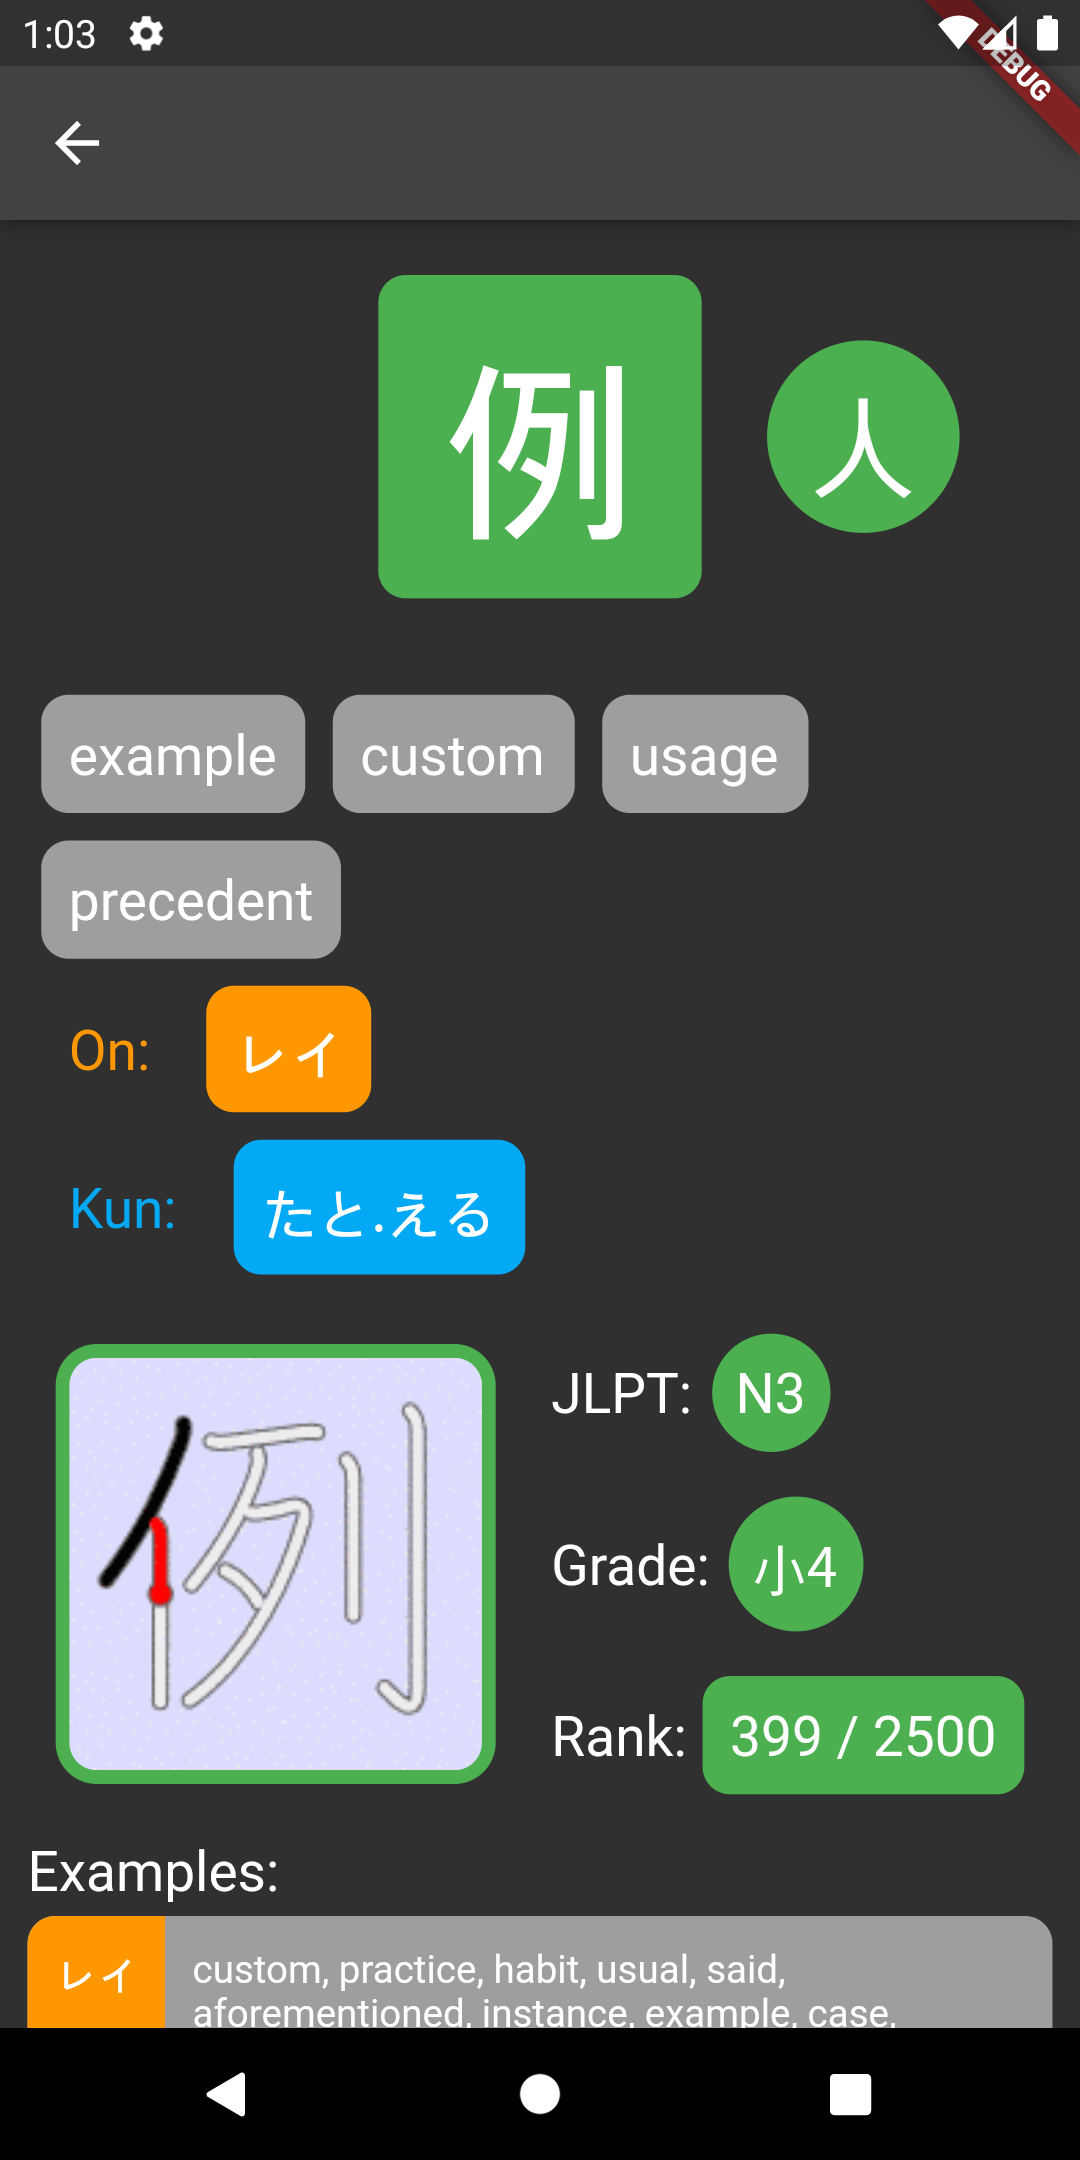 1:03
DEBUG
例 人
example custom usage
precedent
On: レイ
Kun: たと.える
JLPT: N3
Grade: 小4
Rank: 399 / 2500
Examples:
レイ custom, practice, habit, usual, said,
aforementioned, instance, example, case,